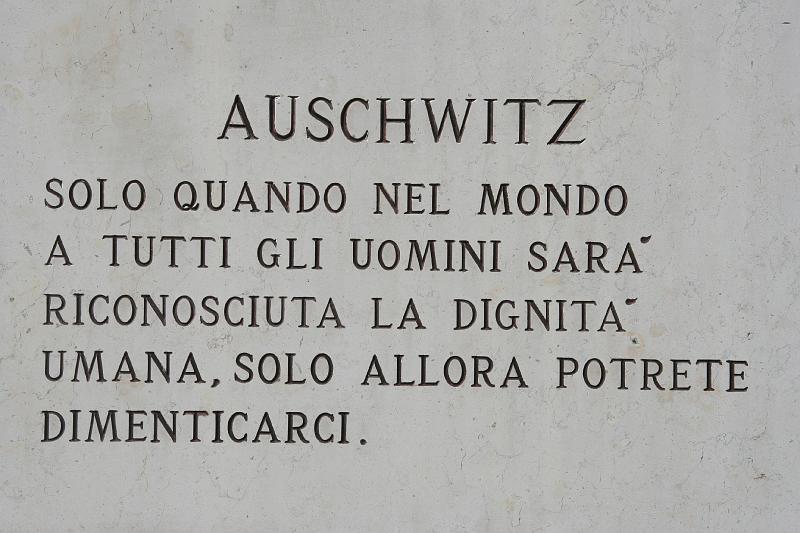 AUSCHWITZ
SOLO QUANDO NEL MONDO
A TUTTI GLI UOMINI SARA´
RICONOSCIUTA LA DIGNITA´
UMANA, SOLO ALLORA POTRETE
DIMENTICARCI.